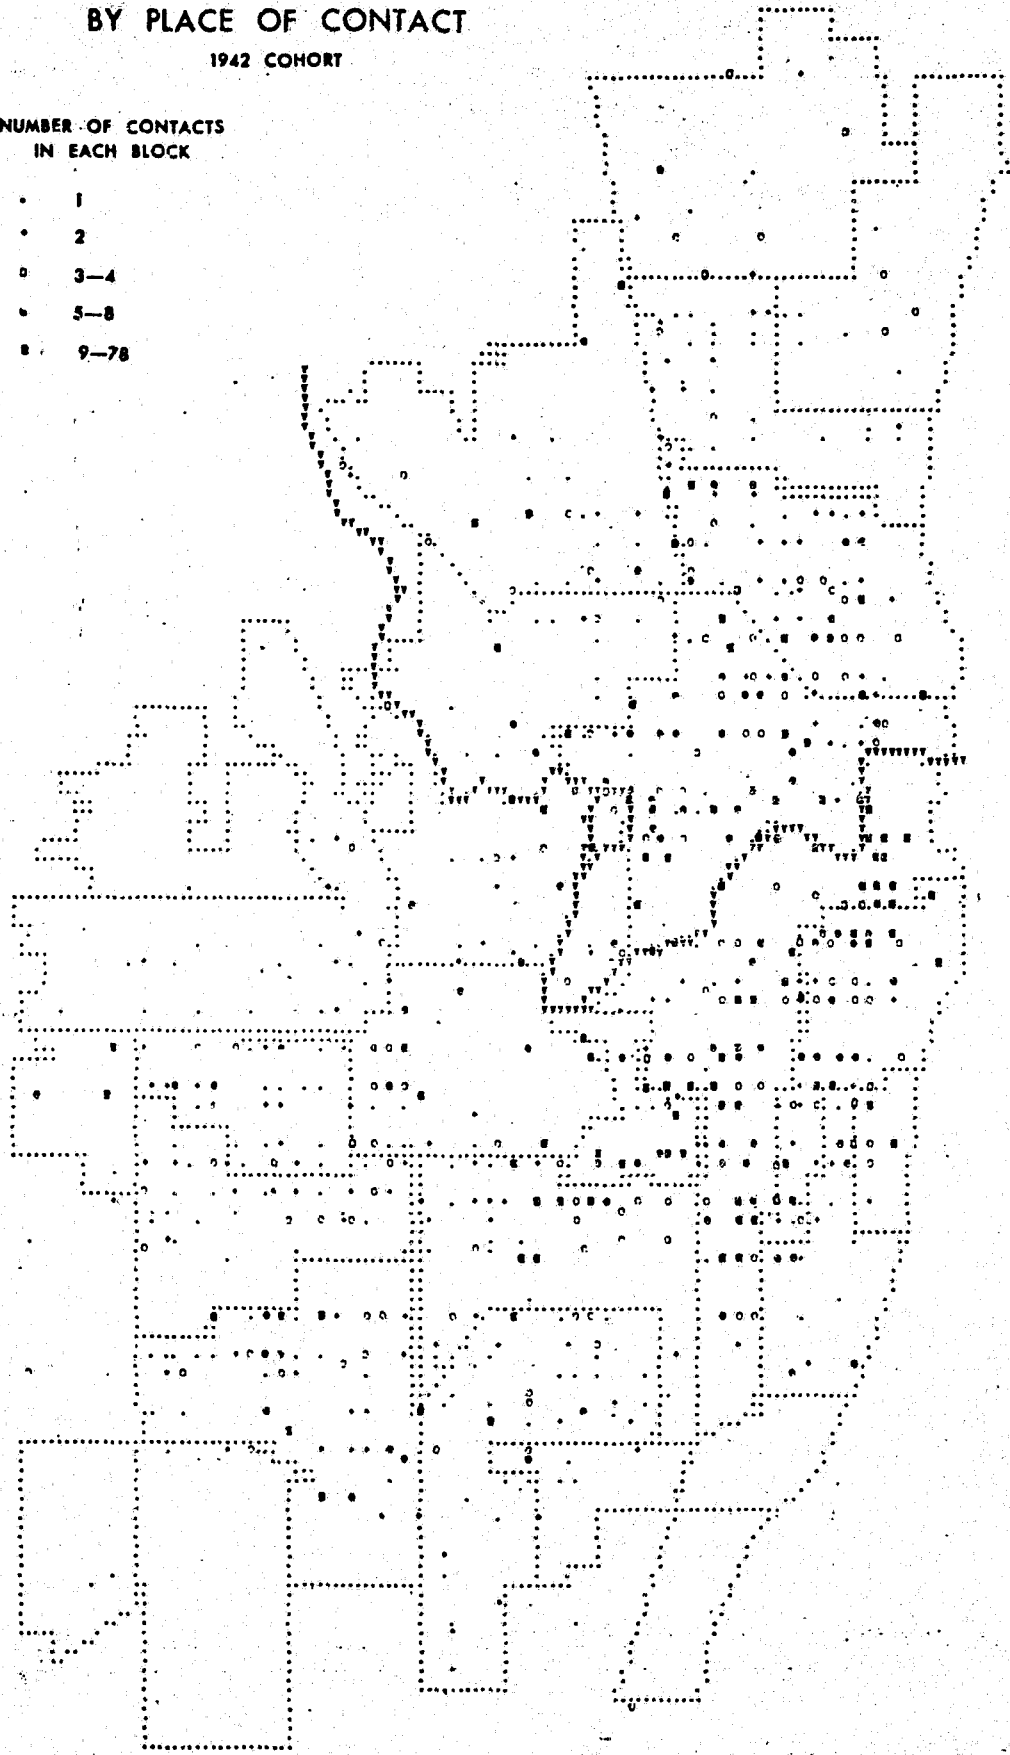 BY PLACE OF CONTACT
1942 COHORT
NUMBER OF CONTACTS
IN EACH BLOCK
1
2
3—4
5—8
9—78